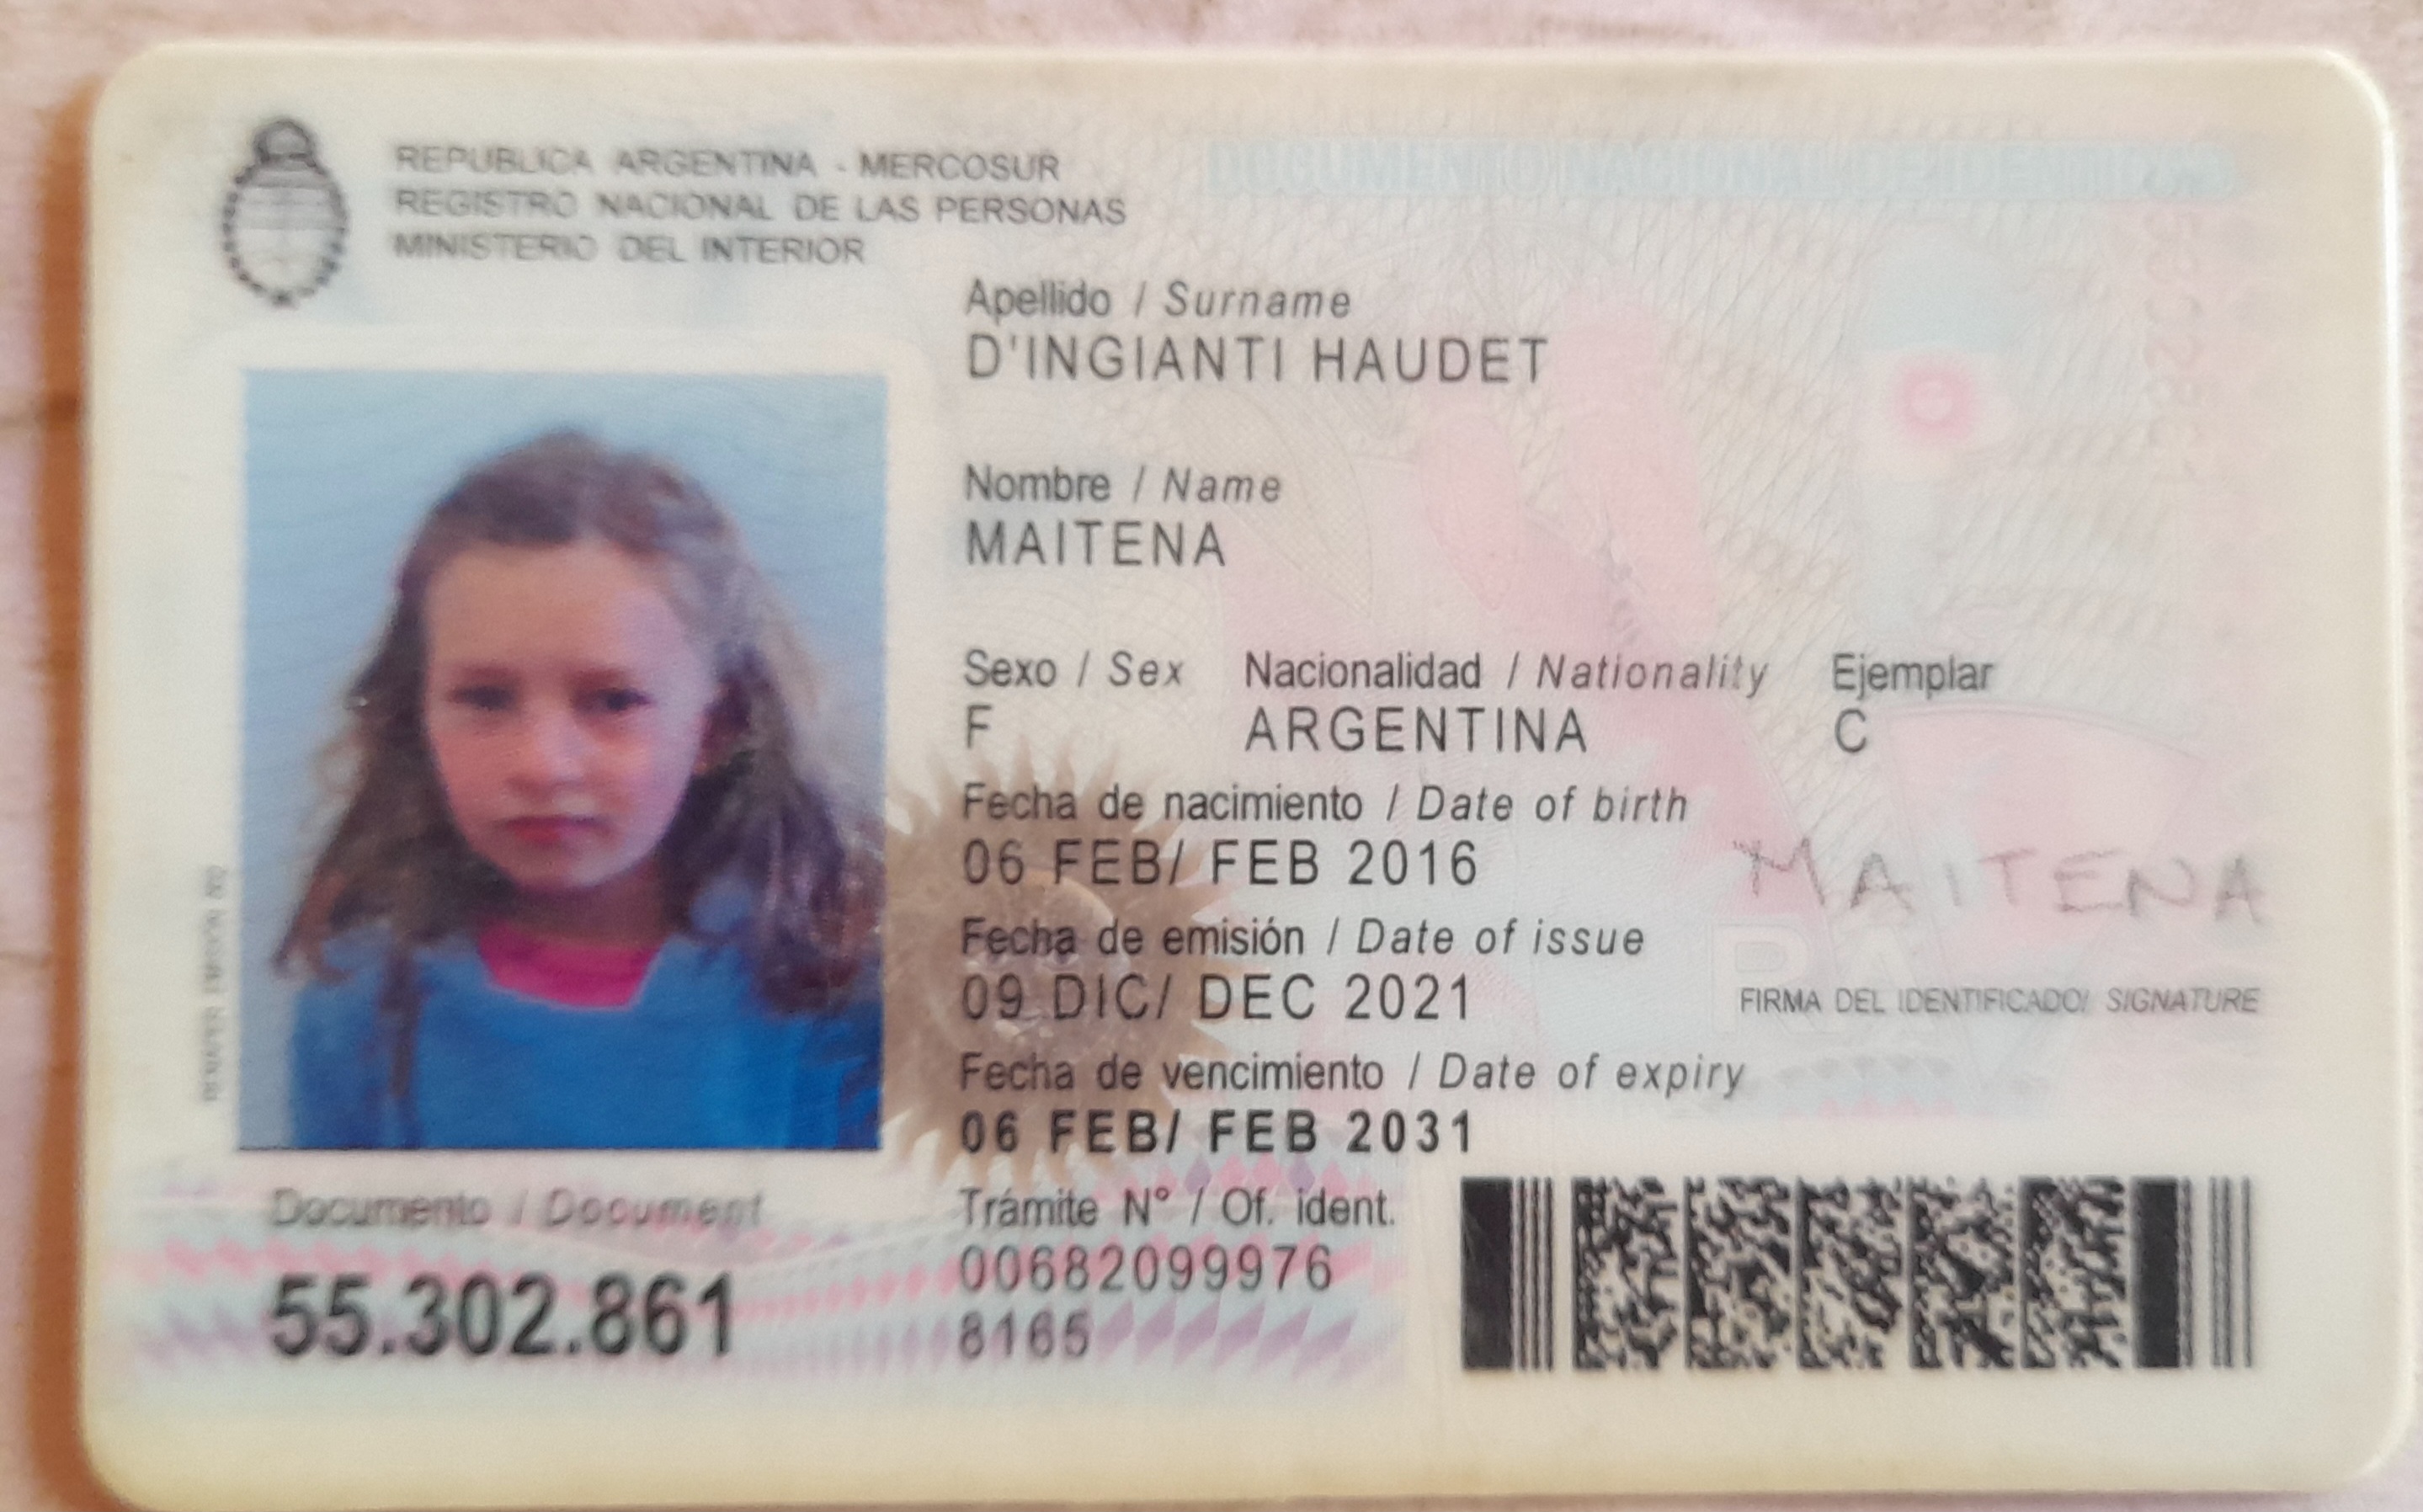 REPUBLICA ARGENTINA - MERCOSUR
REGISTRO NACIONAL DE LAS PERSONAS
MINISTERIO DEL INTERIOR
DOCUMENTO NACIONAL DE IDENTIDAD
Apellido / Surname
D'INGIANTI HAUDET
Nombre / Name
MAITENA
Sexo / Sex Nacionalidad / Nationality Ejemplar
F ARGENTINA C
Fecha de nacimiento / Date of birth
06 FEB/ FEB 2016
MAITENA
Fecha de emisión / Date of issue
09 DIC/ DEC 2021
FIRMA DEL IDENTIFICADO/ SIGNATURE
Fecha de vencimiento / Date of expiry
06 FEB/ FEB 2031
Documento / Document
55.302.861
Trámite N° / Of. ident.
00682099976
8165